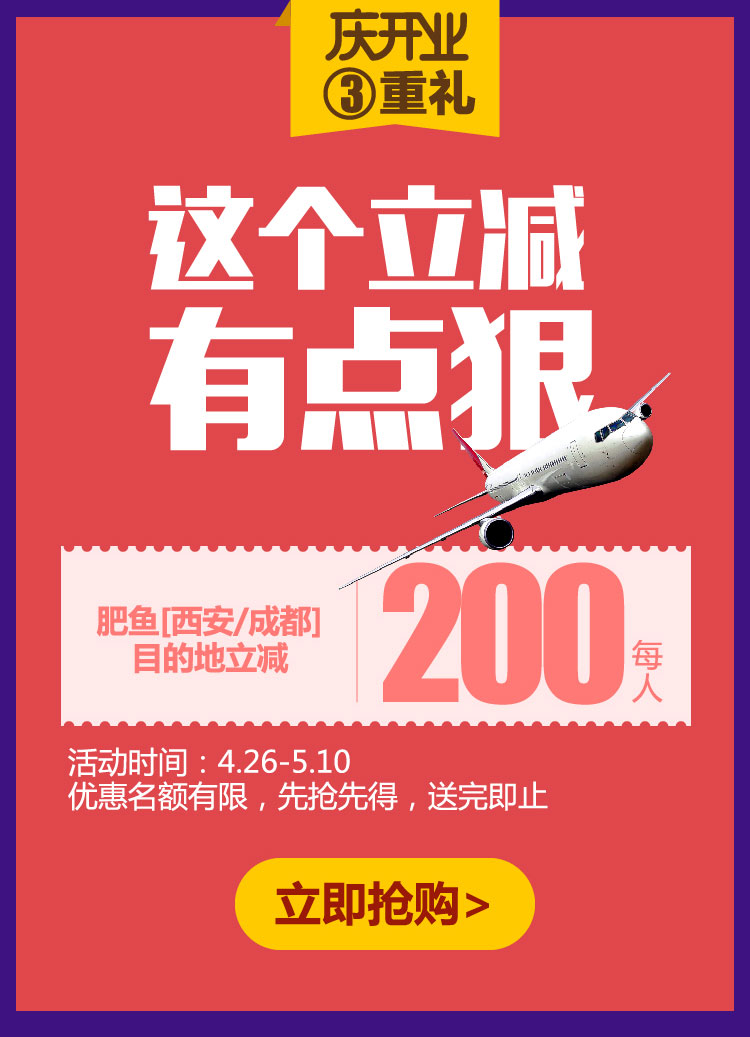 庆开业
③重礼
这个立减
有点狠
肥鱼[西安/成都]
目的地立减
200
每人
活动时间：4.26-5.10
优惠名额有限，先抢先得，送完即止
立即抢购>